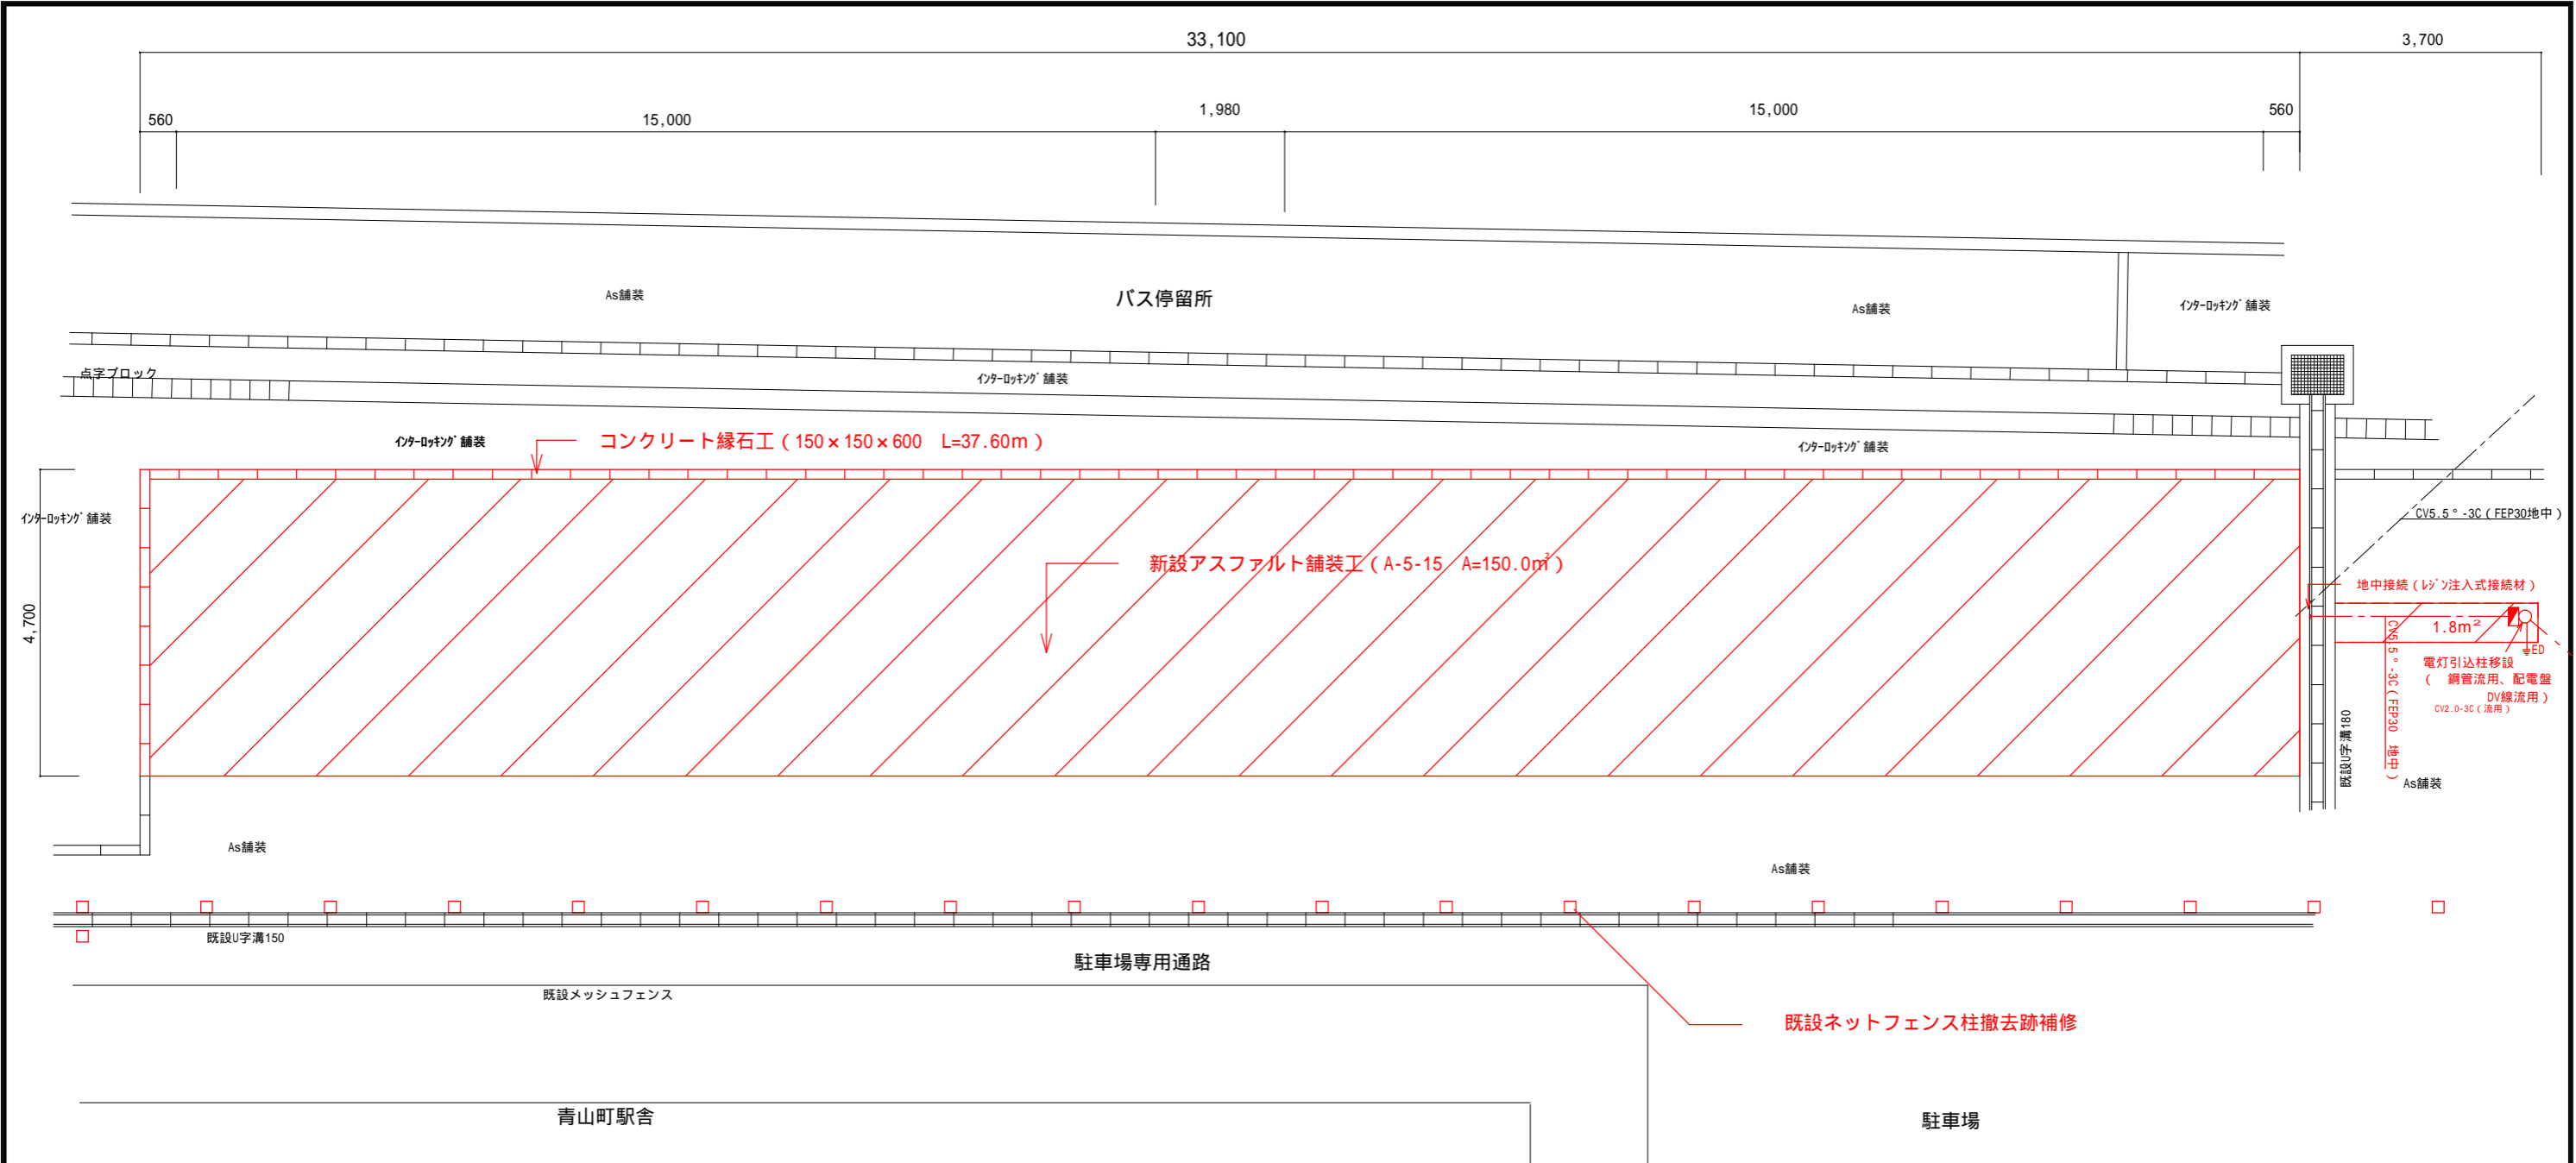 33,100
3,700
560
15,000
1,980
15,000
560
As舗装
バス停留所
As舗装
インターロッキング舗装
点字ブロック
インターロッキング舗装
インターロッキング舗装
コンクリート縁石工(150×150×600 L=37.60m)
インターロッキング舗装
インターロッキング舗装
4,700
新設アスファルト舗装工(A-5-15 A=150.0㎡)
CV5.5°-3C(FEP30地中)
地中接続(レジン注入式接続材)
1.8m²
ED
電灯引込柱移設
( 鋼管流用、配電盤
DV線流用)
CV2.0-3C(流用)
CV5.5°-3C(FEP30 地中)
既設U字溝180
As舗装
As舗装
As舗装
既設U字溝150
駐車場専用通路
既設メッシュフェンス
既設ネットフェンス柱撤去跡補修
青山町駅舎
駐車場